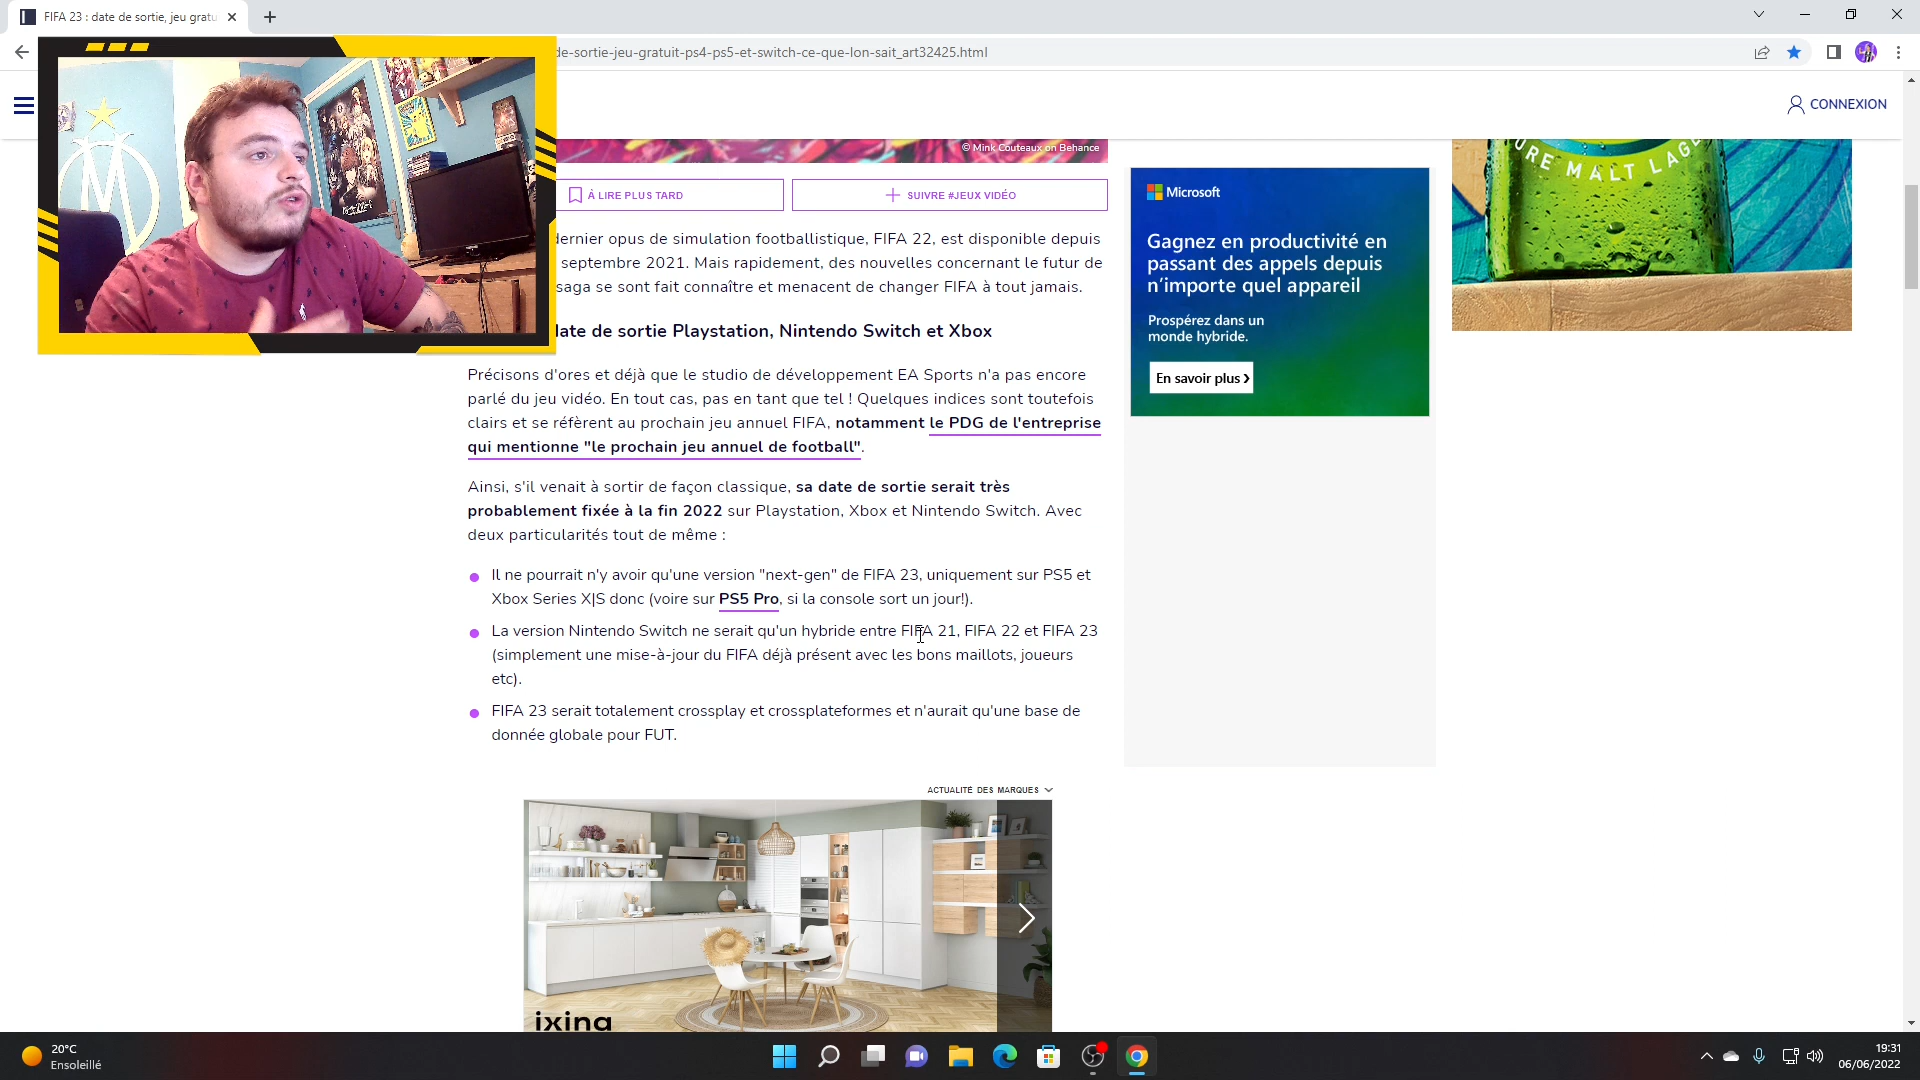 FIFA 23 : date de sortie, jeu gratu
de-sortie-jeu-gratuit-ps4-ps5-et-switch-ce-que-lon-sait_art32425.html
CONNEXION
© Mink Couteaux on Behance
URE MALT LAGE
À LIRE PLUS TARD
SUIVRE #JEUX VIDÉO
dernier opus de simulation footballistique, FIFA 22, est disponible depuis
septembre 2021. Mais rapidement, des nouvelles concernant le futur de
saga se sont fait connaître et menacent de changer FIFA à tout jamais.
date de sortie Playstation, Nintendo Switch et Xbox
Précisons d'ores et déjà que le studio de développement EA Sports n'a pas encore
parlé du jeu vidéo. En tout cas, pas en tant que tel ! Quelques indices sont toutefois
clairs et se réfèrent au prochain jeu annuel FIFA, notamment le PDG de l'entreprise
qui mentionne "le prochain jeu annuel de football".
Ainsi, s'il venait à sortir de façon classique, sa date de sortie serait très
probablement fixée à la fin 2022 sur Playstation, Xbox et Nintendo Switch. Avec
deux particularités tout de même :
Il ne pourrait n'y avoir qu'une version "next-gen" de FIFA 23, uniquement sur PS5 et
Xbox Series X|S donc (voire sur PS5 Pro, si la console sort un jour!).
La version Nintendo Switch ne serait qu'un hybride entre FIFA 21, FIFA 22 et FIFA 23
(simplement une mise-à-jour du FIFA déjà présent avec les bons maillots, joueurs
etc).
FIFA 23 serait totalement crossplay et crossplateformes et n'aurait qu'une base de
donnée globale pour FUT.
Microsoft
Gagnez en productivité en
passant des appels depuis
n'importe quel appareil
Prospérez dans un
monde hybride.
En savoir plus ›
ACTUALITÉ DES MARQUES
ixina
20°C
Ensoleillé
19:31
06/06/2022